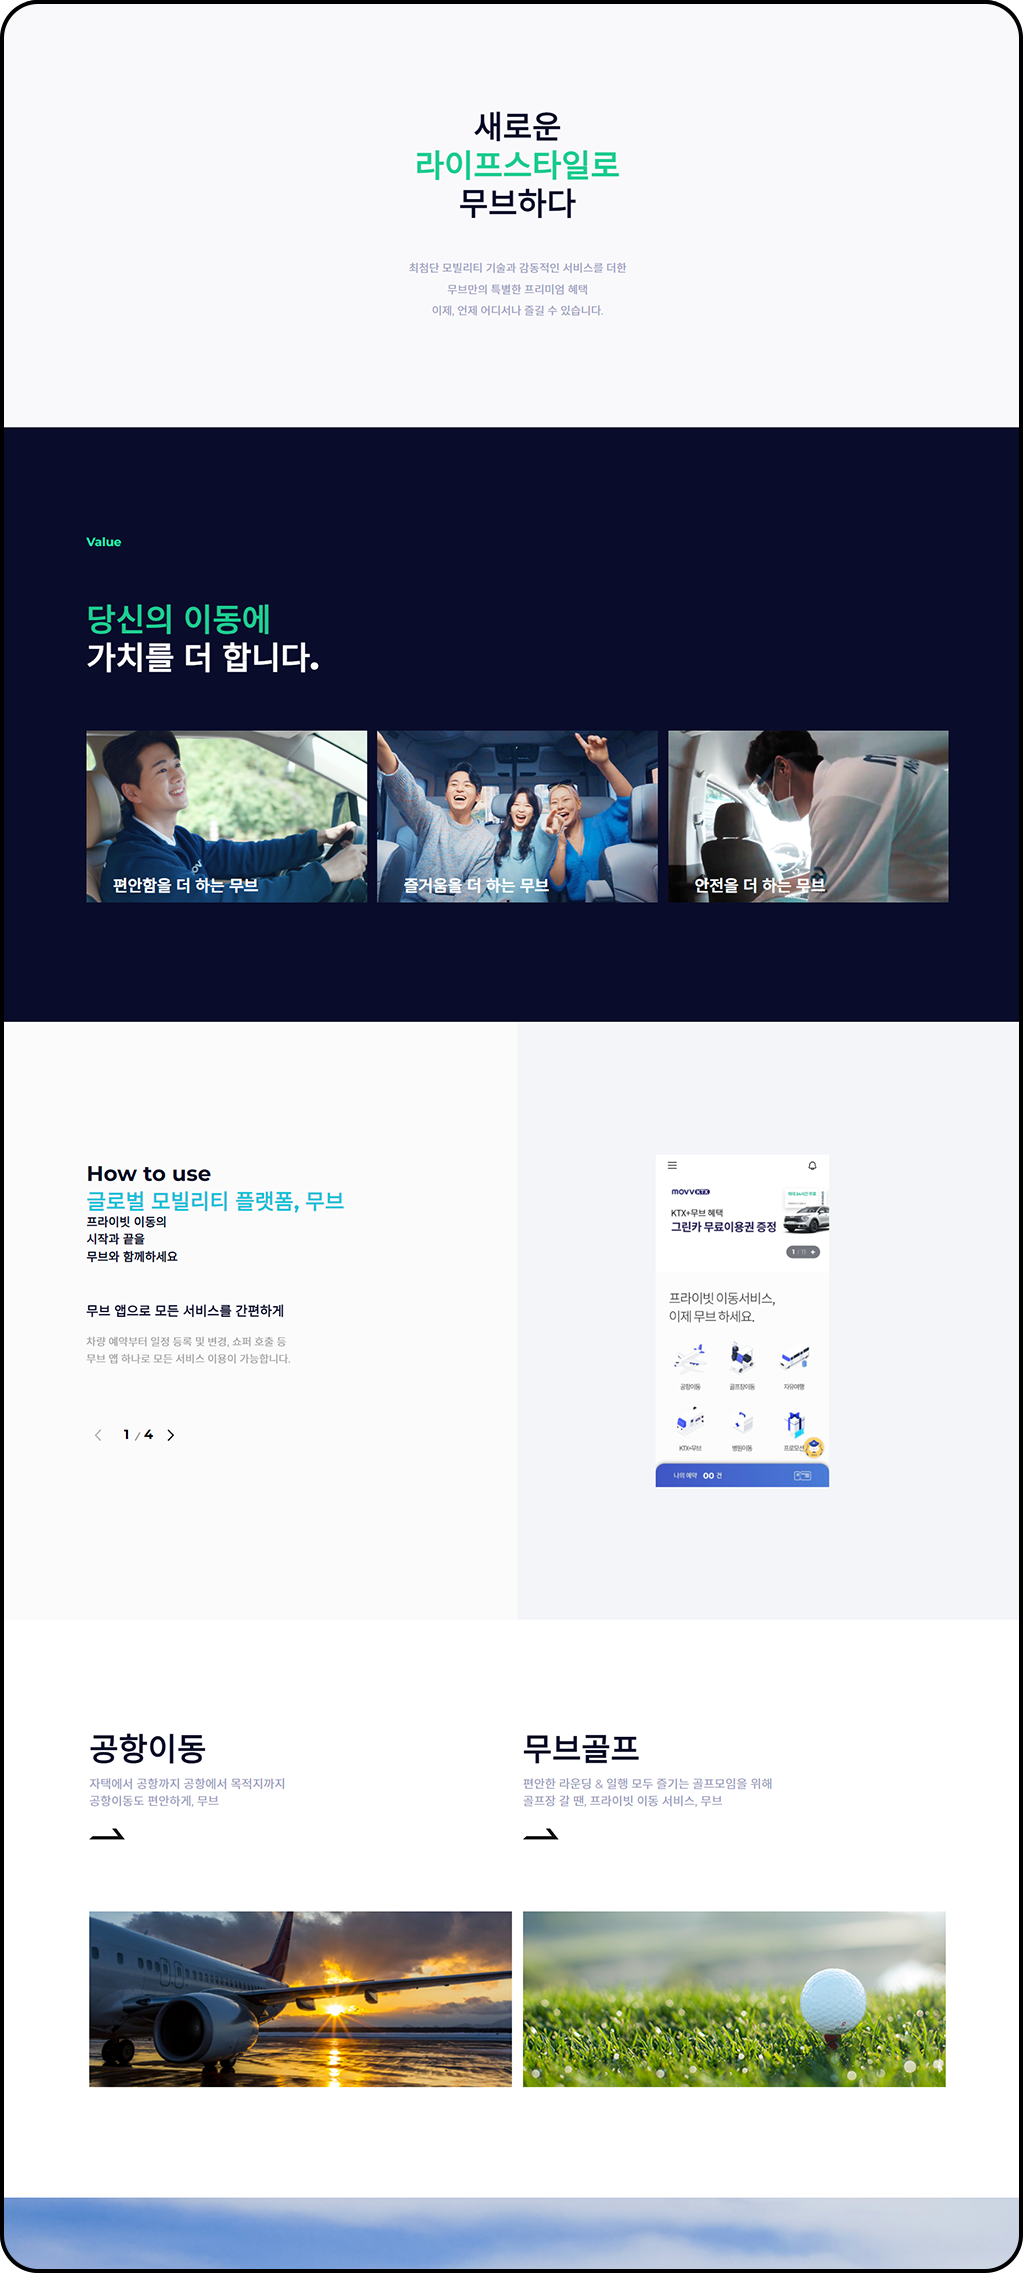 새로운
라이프스타일로
무브하다
최첨단 모빌리티 기술과 감동적인 서비스를 더한
무브만의 특별한 프리미엄 혜택
이제, 언제 어디서나 즐길 수 있습니다.
Value
당신의 이동에
가치를 더 합니다.
편안함을 더 하는 무브
즐거움을 더 하는 무브
안전을 더 하는 무브
How to use
글로벌 모빌리티 플랫폼, 무브
프라이빗 이동의
시작과 끝을
무브와 함께하세요
무브 앱으로 모든 서비스를 간편하게
차량 예약부터 일정 등록 및 변경, 쇼퍼 호출 등
무브 앱 하나로 모든 서비스 이용이 가능합니다.
1 / 4
movv KTX
KTX+무브 혜택
그린카 무료이용권 증정
1 / 11 +
프라이빗 이동서비스,
이제 무브 하세요.
공항이동 골프장이동 자유여행
KTX+무브 병원이동 프로모션
나의 예약 00 건
공항이동
자택에서 공항까지 공항에서 목적지까지
공항이동도 편안하게, 무브
무브골프
편안한 라운딩 & 일행 모두 즐기는 골프모임을 위해
골프장 갈 땐, 프라이빗 이동 서비스, 무브